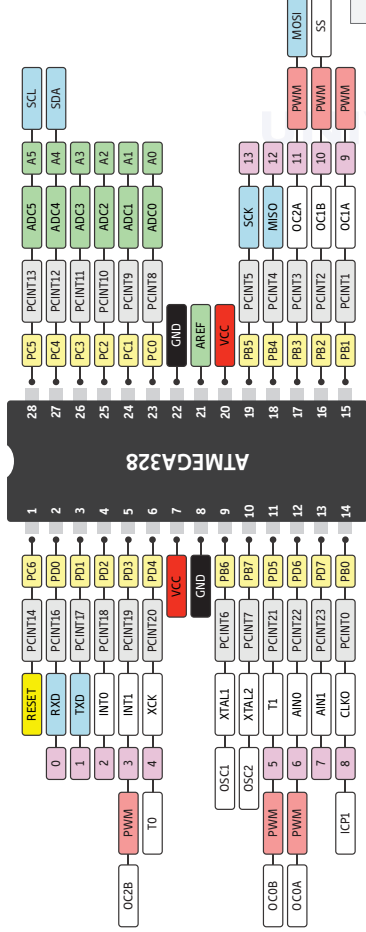 RESET PCINT14 PC6 1 28 PC5 PCINT13 ADC5 A5 SCL
0 RXD PCINT16 PD0 2 27 PC4 PCINT12 ADC4 A4 SDA
1 TXD PCINT17 PD1 3 26 PC3 PCINT11 ADC3 A3
2 INT0 PCINT18 PD2 4 25 PC2 PCINT10 ADC2 A2
OC2B PWM 3 INT1 PCINT19 PD3 5 24 PC1 PCINT9 ADC1 A1
T0 4 XCK PCINT20 PD4 6 23 PC0 PCINT8 ADC0 A0
VCC 7 22 GND
GND 8 21 AREF
OSC1 XTAL1 PCINT6 PB6 9 20 VCC
OSC2 XTAL2 PCINT7 PB7 10 19 PB5 PCINT5 SCK 13
OC0B PWM 5 T1 PCINT21 PD5 11 18 PB4 PCINT4 MISO 12
OC0A PWM 6 AIN0 PCINT22 PD6 12 17 PB3 PCINT3 OC2A 11 PWM MOSI
7 AIN1 PCINT23 PD7 13 16 PB2 PCINT2 OC1B 10 PWM SS
ICP1 8 CLKO PCINT0 PB0 14 15 PB1 PCINT1 OC1A 9 PWM
ATMEGA328